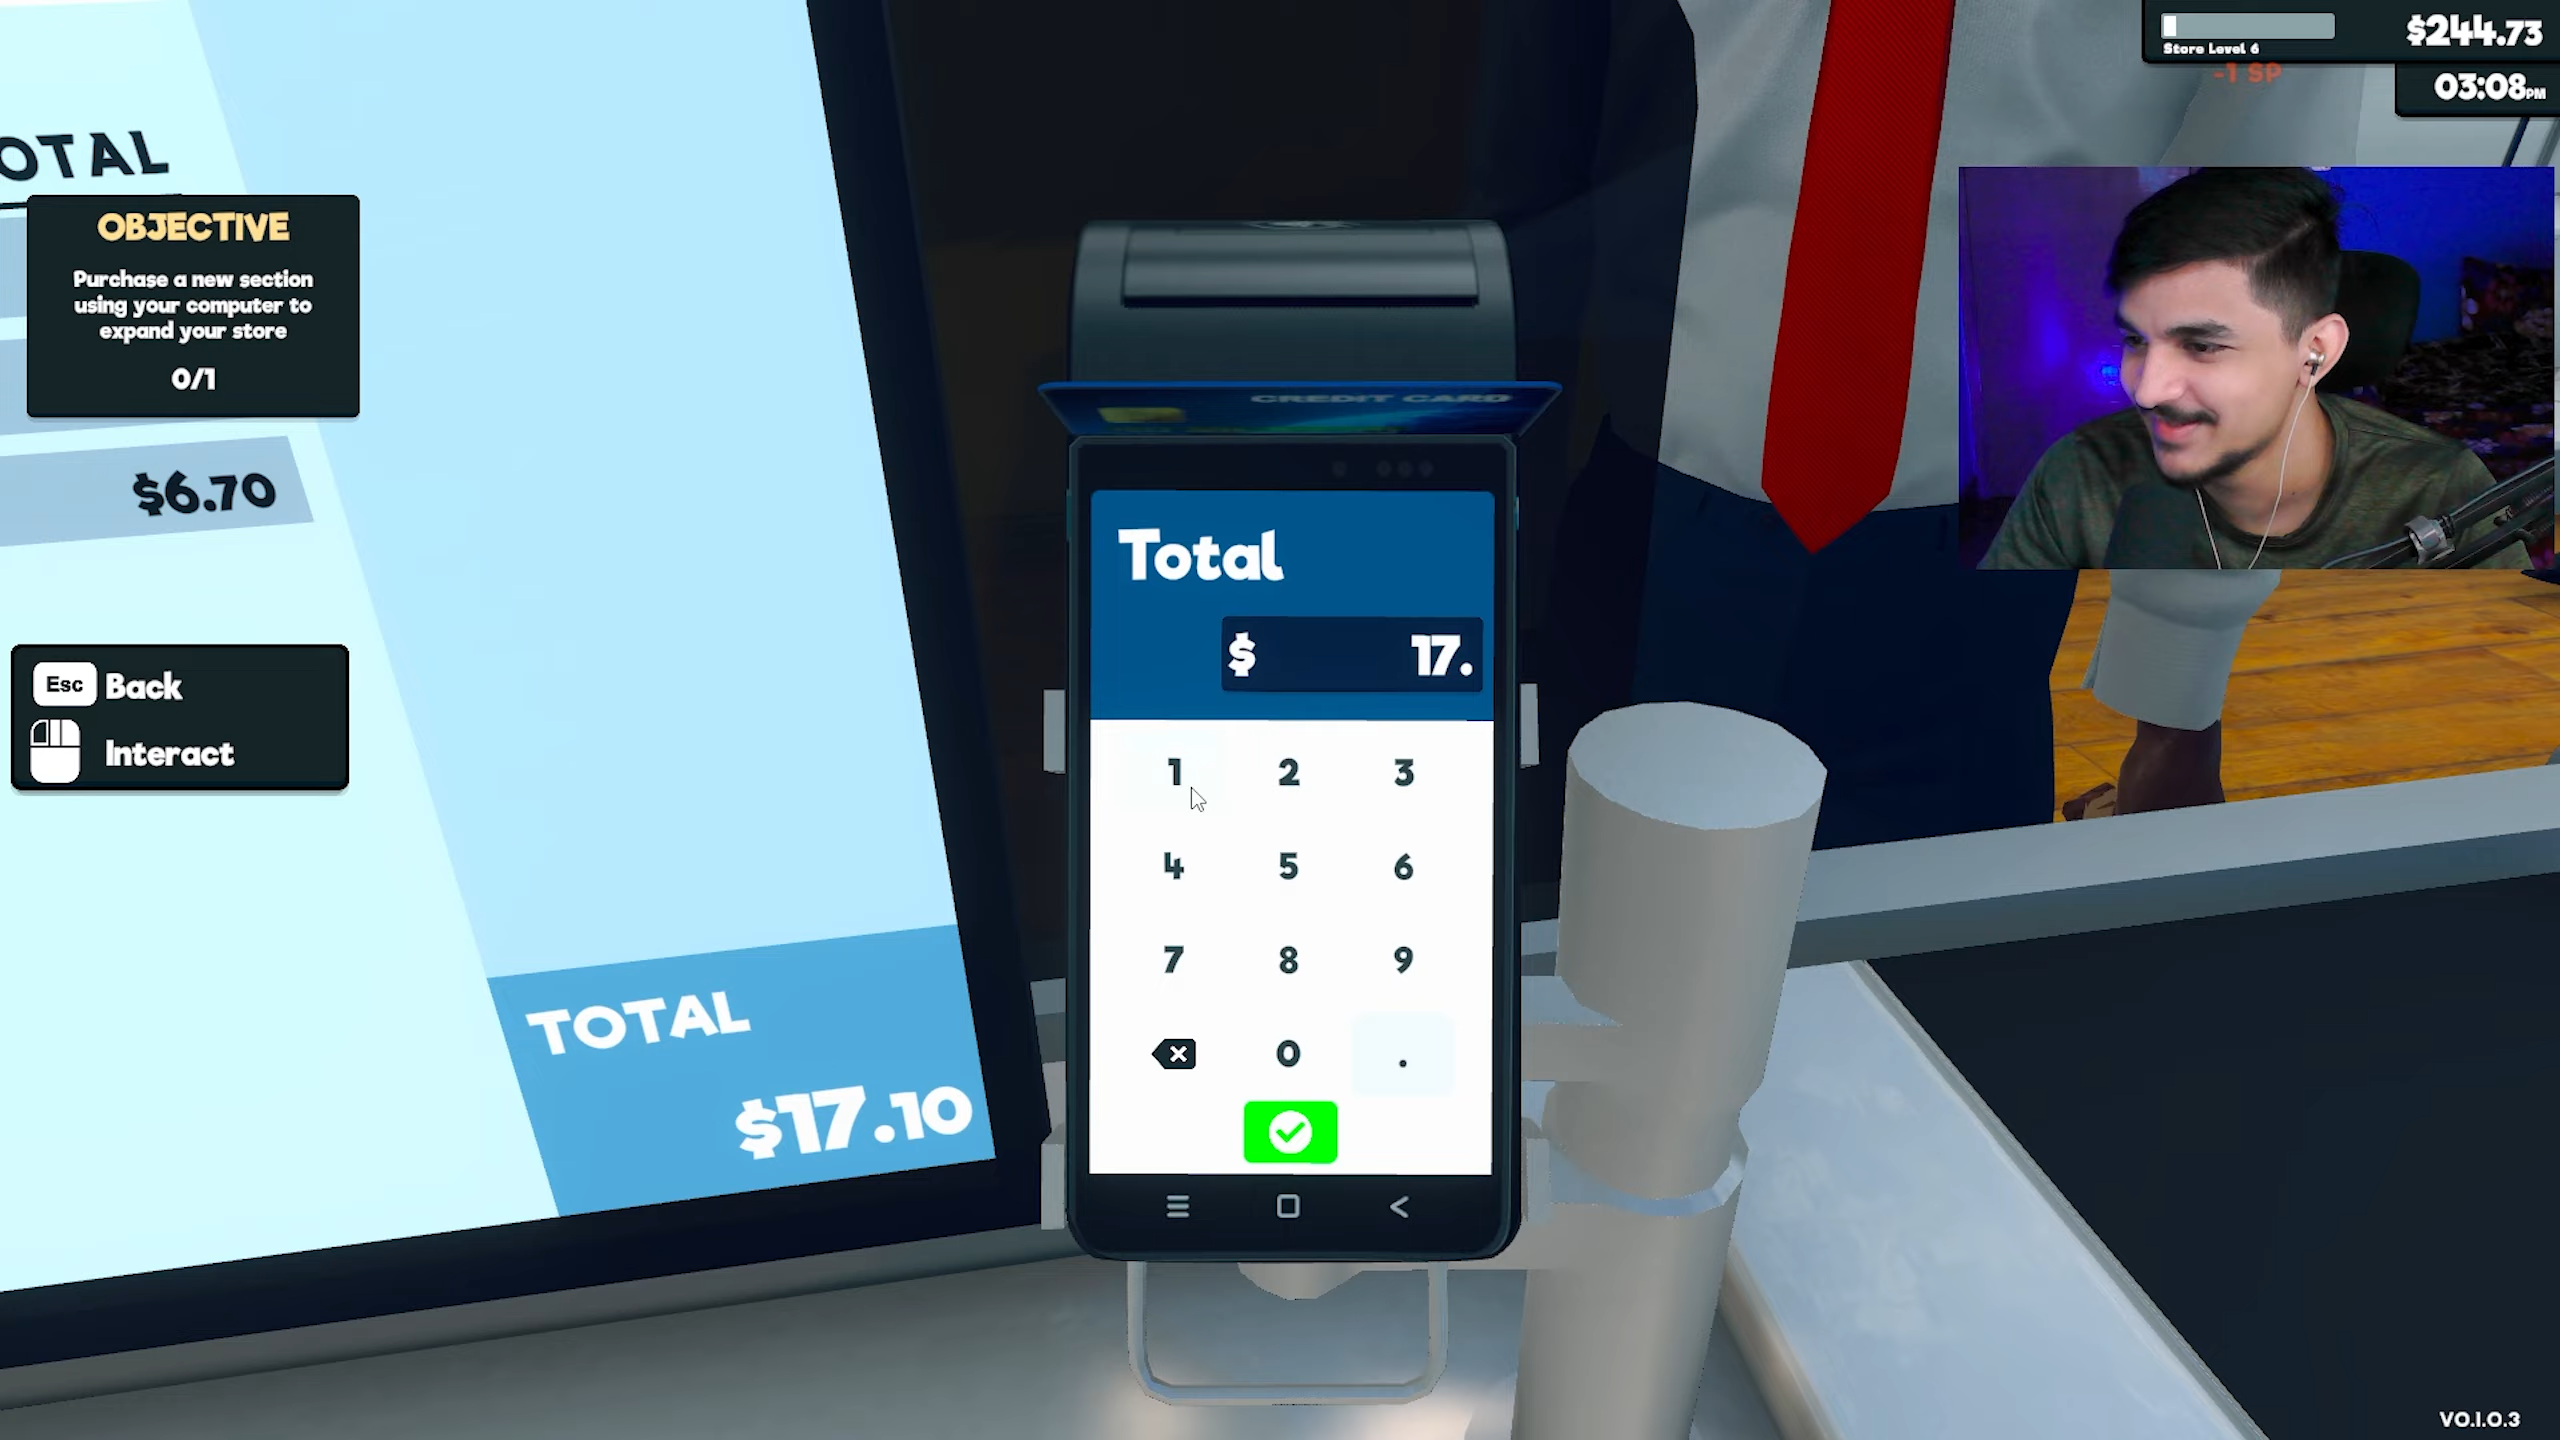 $244.73
Store Level 6
-1 SP
03:08PM
OTAL
OBJECTIVE
Purchase a new section
using your computer to
expand your store
0/1
CREDIT CARD
$6.70
Total
$ 17.
Esc Back
Interact
1 2 3
4 5 6
7 8 9
0 .
TOTAL
$17.10
V0.1.0.3